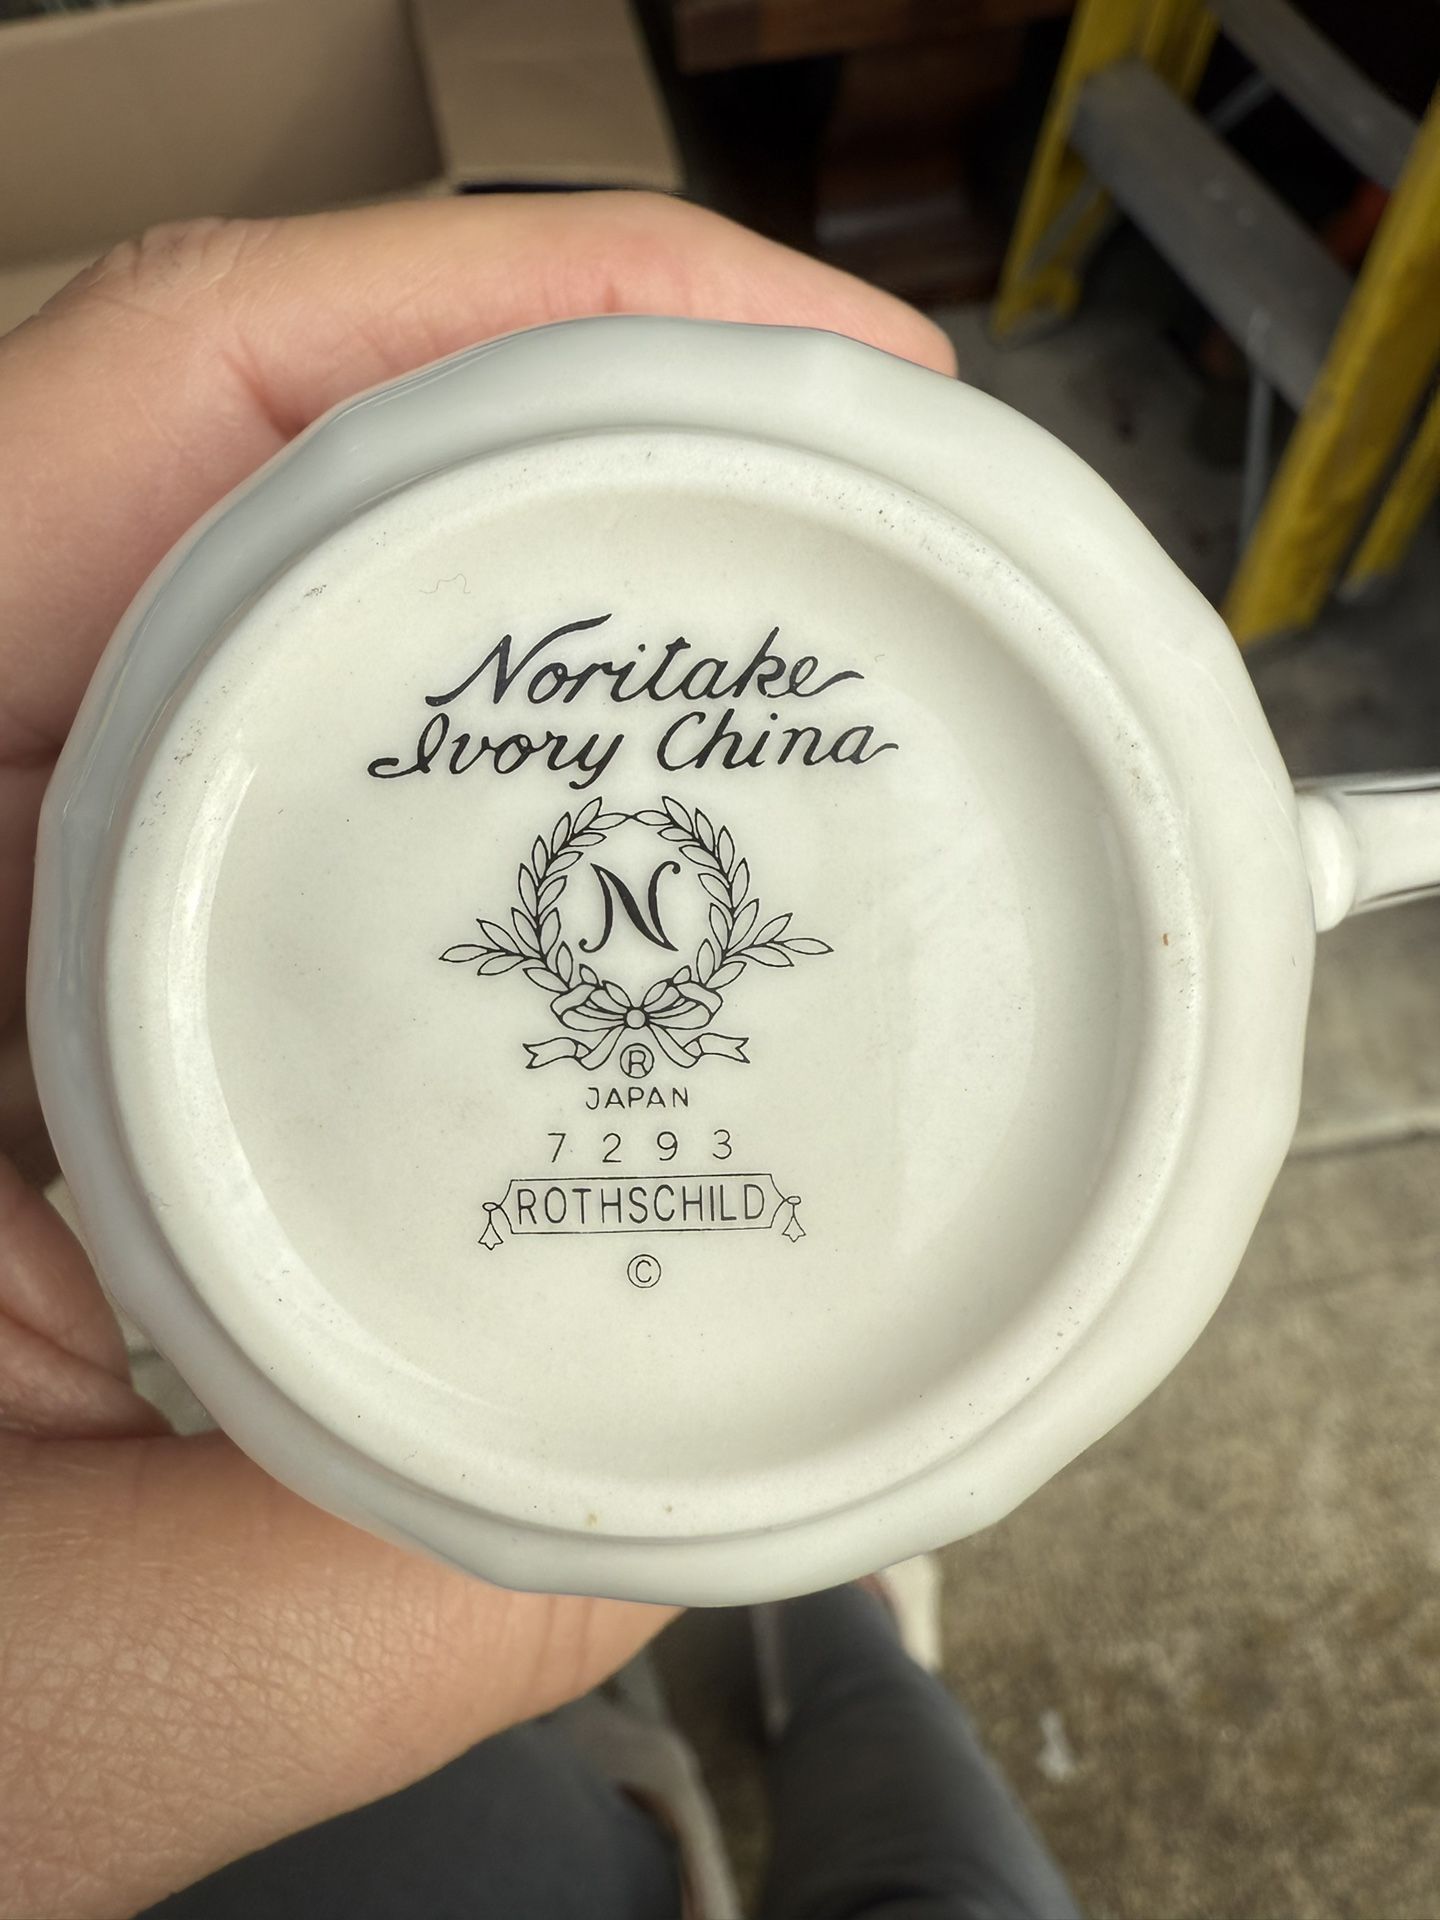 Noritake
Ivory China
N
®
JAPAN
7293
ROTHSCHILD
©